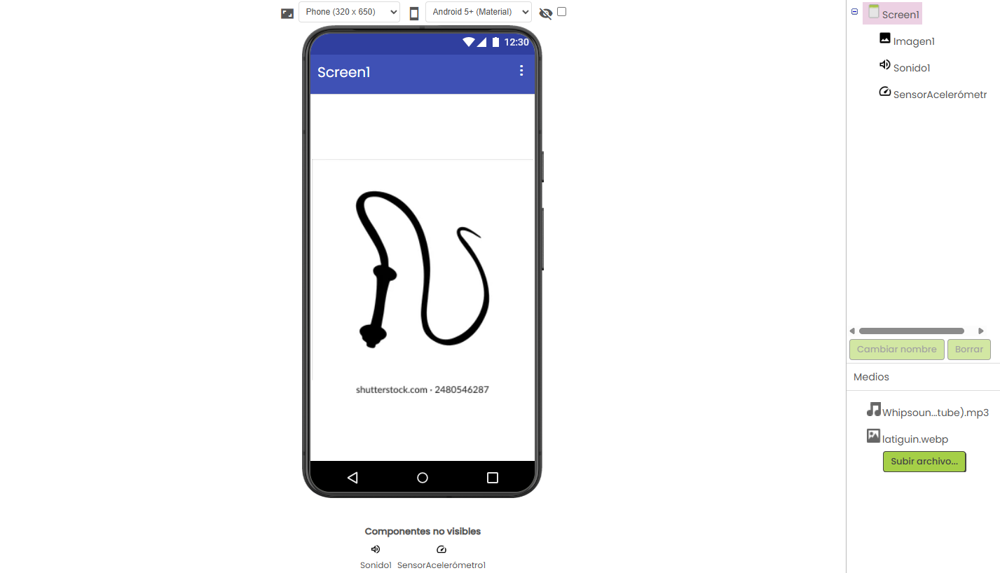 Phone (320 x 650)
Android 5+ (Material)
12:30
Screen1
shutterstock.com · 2480546287
Componentes no visibles
Sonido1
SensorAcelerómetro1
Screen1
Imagen1
Sonido1
SensorAcelerómetr
Cambiar nombre
Borrar
Medios
Whipsoun...tube).mp3
latiguin.webp
Subir archivo...